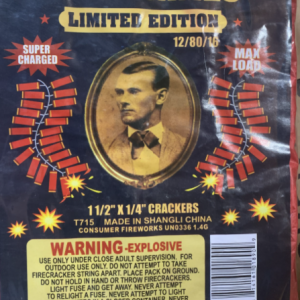 LIMITED EDITION
12/80/16
SUPER
CHARGED
MAX
LOAD
1 1/2" X 1/4" CRACKERS
T715 MADE IN SHANGLI CHINA
CONSUMER FIREWORKS UN0336 1.4G
WARNING-EXPLOSIVE
USE ONLY UNDER CLOSE ADULT SUPERVISION. FOR
OUTDOOR USE ONLY. DO NOT ATTEMPT TO TAKE
FIRECRACKER STRING APART. PLACE PACK ON GROUND.
DO NOT HOLD IN HAND OR THROW FIRECRACKERS.
LIGHT FUSE AND GET AWAY. NEVER ATTEMPT
TO RELIGHT A FUSE. NEVER ATTEMPT TO LIGHT
CONTAINER. NEVER